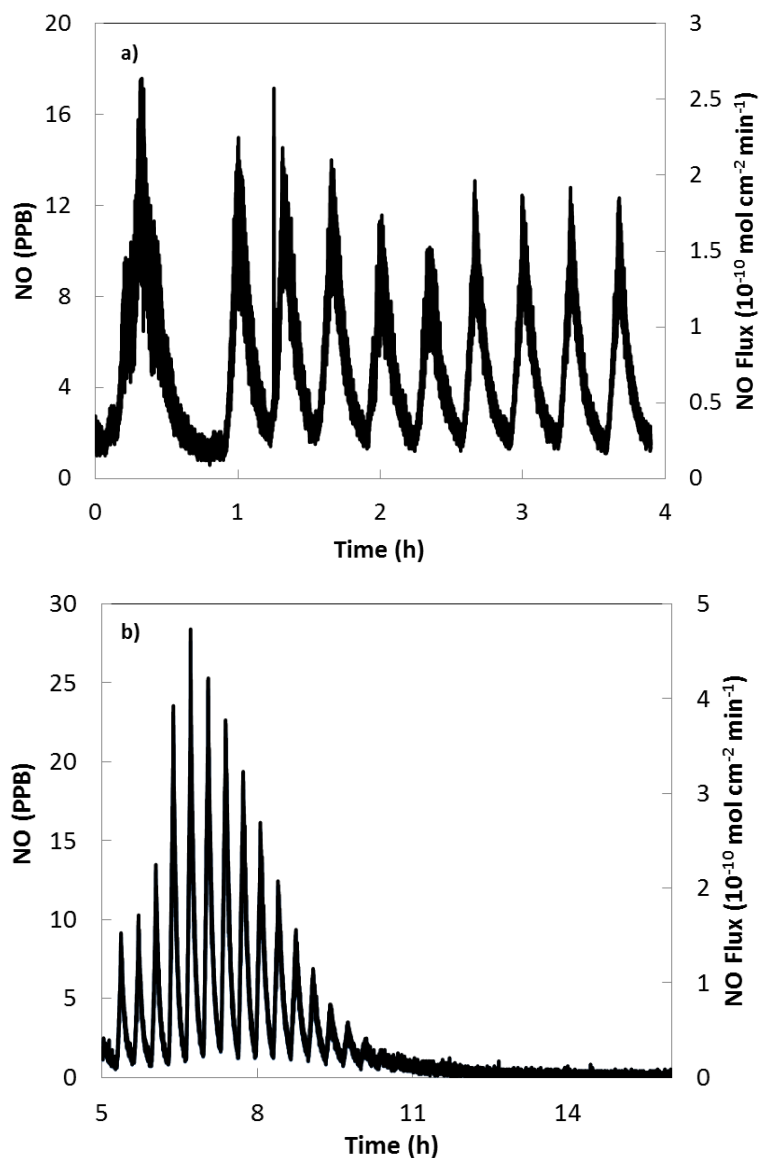 a)
NO (PPB)
20
16
12
8
4
0
NO Flux (10⁻¹⁰ mol cm⁻² min⁻¹)
3
2.5
2
1.5
1
0.5
0
0 1 2 3 4
Time (h)
b)
NO (PPB)
30
25
20
15
10
5
0
NO Flux (10⁻¹⁰ mol cm⁻² min⁻¹)
5
4
3
2
1
0
5 8 11 14
Time (h)